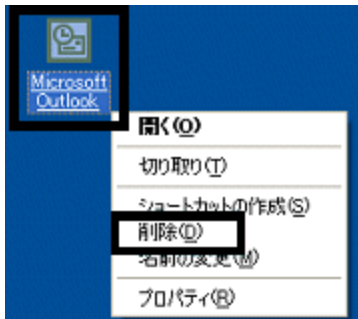 Microsoft
Outlook
開く(O)
切り取り(T)
ショートカットの作成(S)
削除(D)
名前の変更(M)
プロパティ(R)